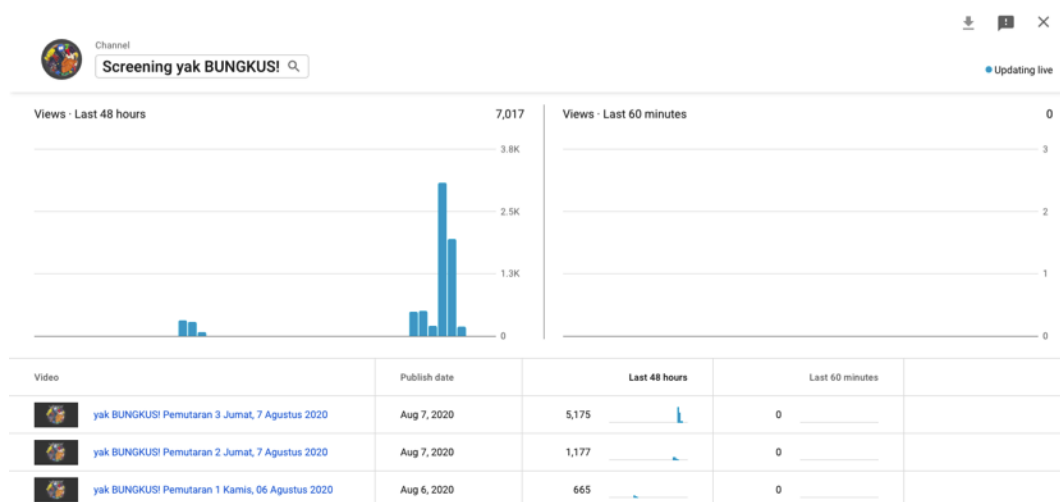 Channel
Screening yak BUNGKUS!
Updating live
Views · Last 48 hours 7,017
3.8K
2.5K
1.3K
0
Views · Last 60 minutes 0
3
2
1
0
Video Publish date Last 48 hours Last 60 minutes
yak BUNGKUS! Pemutaran 3 Jumat, 7 Agustus 2020 Aug 7, 2020 5,175 0
yak BUNGKUS! Pemutaran 2 Jumat, 7 Agustus 2020 Aug 7, 2020 1,177 0
yak BUNGKUS! Pemutaran 1 Kamis, 06 Agustus 2020 Aug 6, 2020 665 0